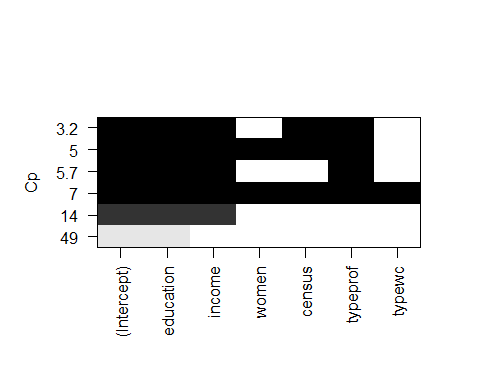 Cp
3.2
5
5.7
7
14
49
(Intercept)
education
income
women
census
typeprof
typewc